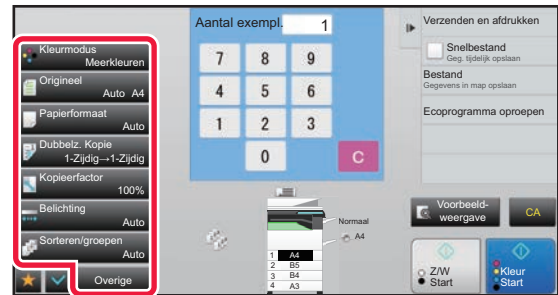 Aantal exempl. 1
Kleurmodus
Meerkleuren
Origineel
Auto A4
Papierformaat
Auto
Dubbelz. Kopie
1-Zijdig→1-Zijdig
Kopieerfactor
100%
Belichting
Auto
Sorteren/groepen
Auto
Overige
7 8 9
4 5 6
1 2 3
0 C
Normaal
A4
1 A4
2 B5
3 B4
4 A3
Verzenden en afdrukken
Snelbestand
Geg. tijdelijk opslaan
Bestand
Gegevens in map opslaan
Ecoprogramma oproepen
Voorbeeld-
weergave
CA
Z/W
Start
Kleur
Start